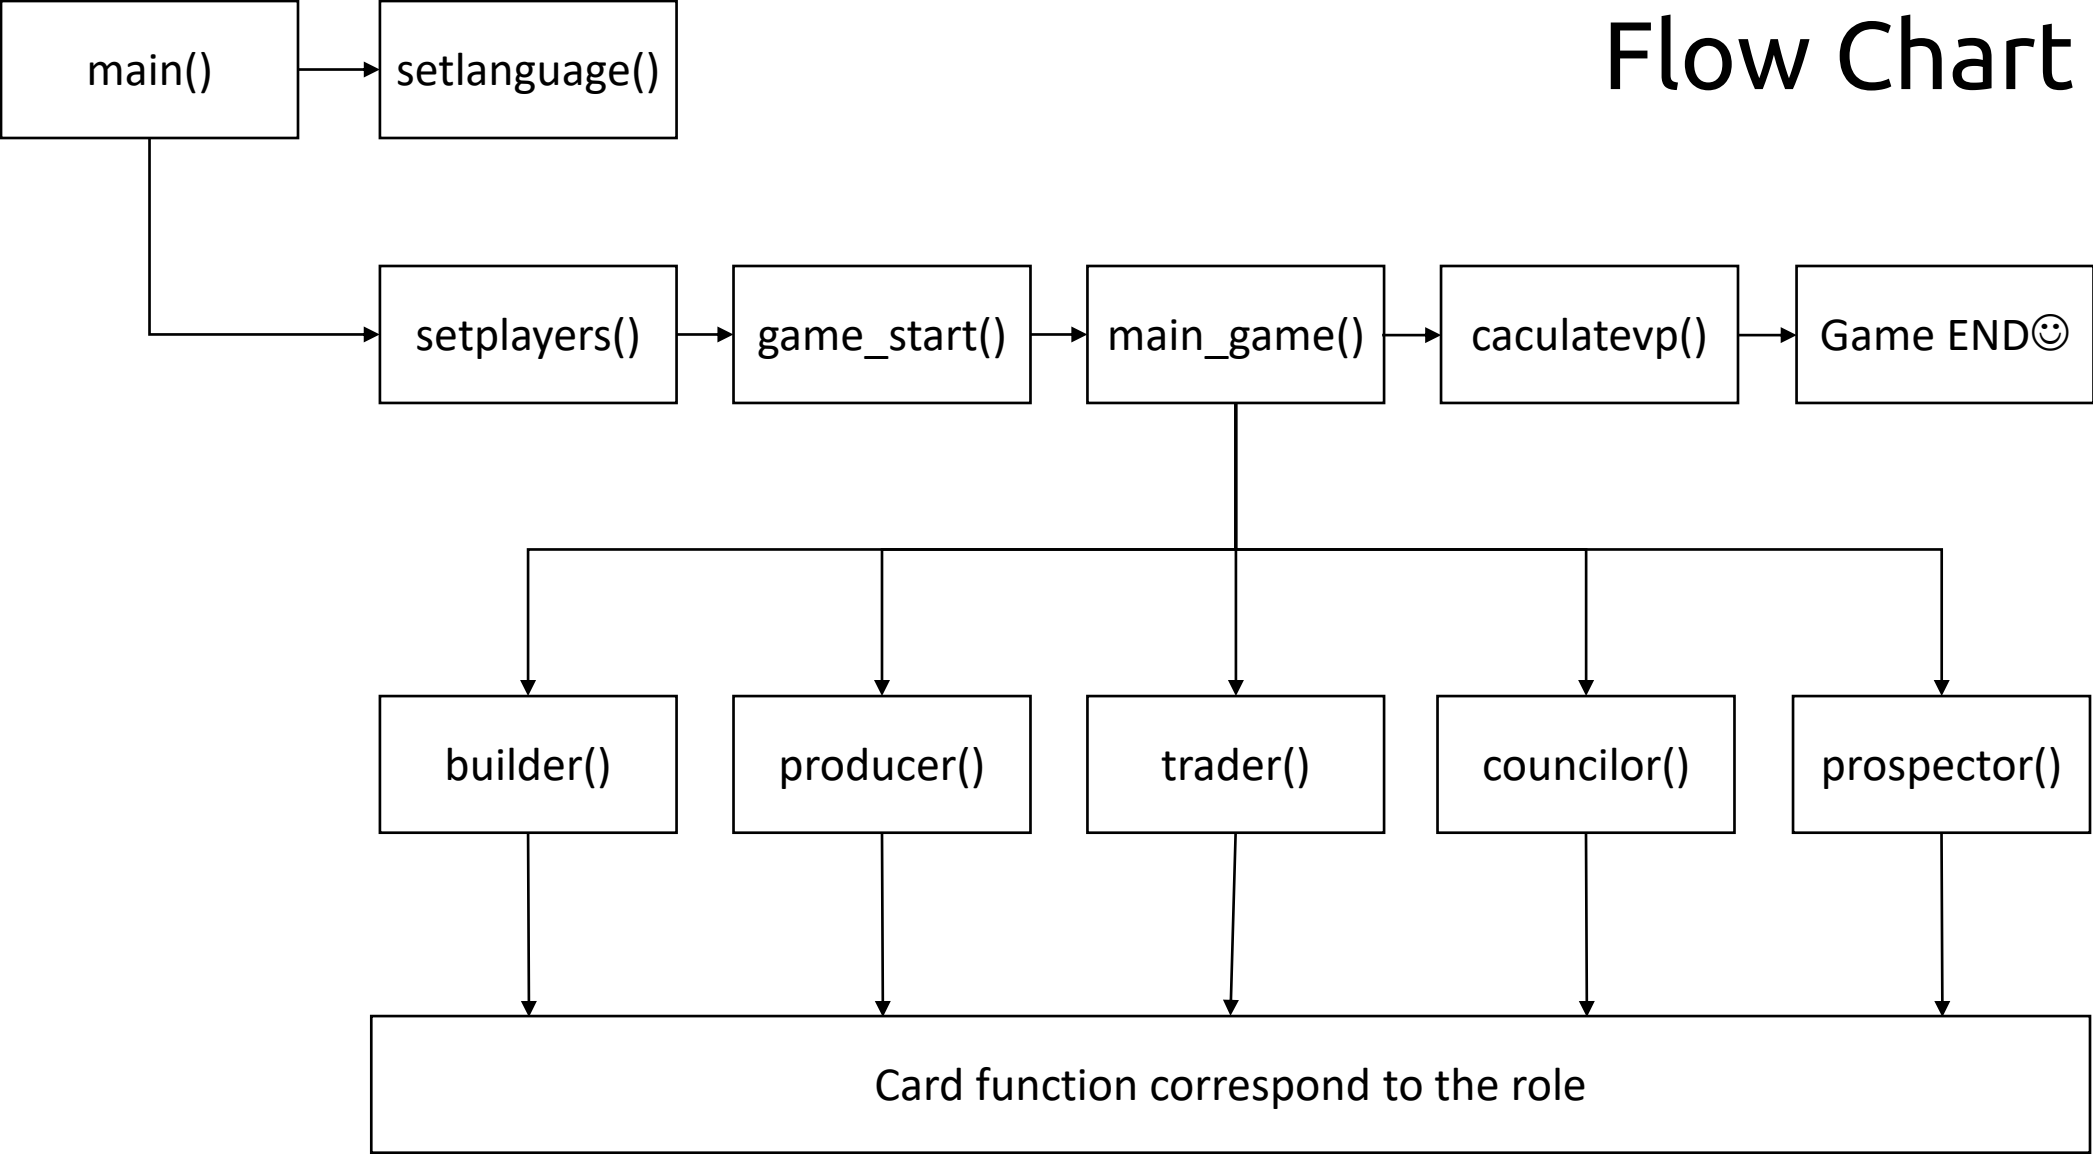 Flow Chart
main()
setlanguage()
setplayers()
game_start()
main_game()
caculatevp()
Game END☺
builder()
producer()
trader()
councilor()
prospector()
Card function correspond to the role